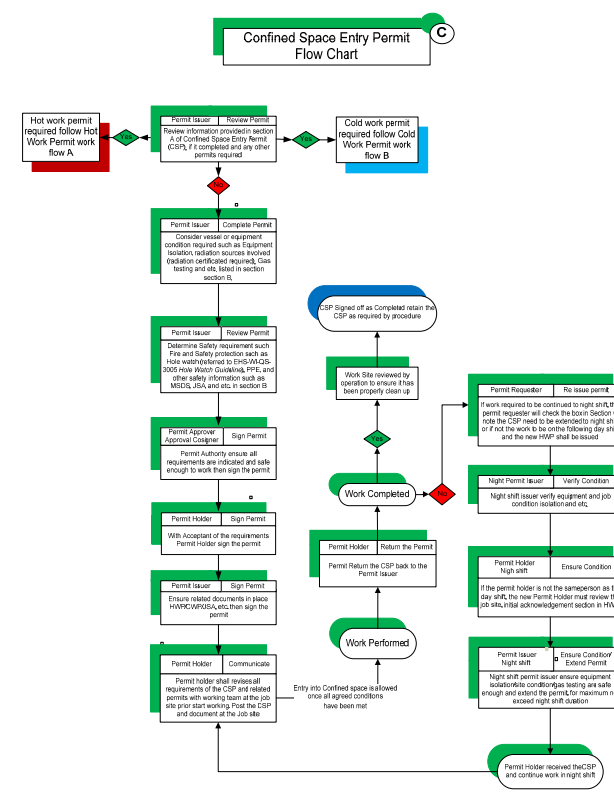 Confined Space Entry Permit
Flow Chart
C
Hot work permit
required follow Hot
Work Permit work
flow A
Yes
Permit Issuer
Review Permit
Review information provided in section
A of Confined Space Entry Permit
(CSP), if it completed and any other
permits required
Yes
Cold work permit
required follow Cold
Work Permit work
flow B
No
Permit Issuer
Complete Permit
Consider vessel or equipment
condition required such as Equipment
Isolation, radiation sources involved
(radiation certificated required), Gas
testing and etc, listed in section
section B,
Permit Issuer
Review Permit
Determine Safety requirement such
Fire and Safety protection such as
Hole watch (referred to EHS-WI-QS-
3005 Hole Watch Guideline), PPE, and
other safety information such as
MSDS, JSA and etc. in section B
Permit Approver
Approval Cosigner
Sign Permit
Permit Authority ensure all
requirements are indicated and safe
enough to work then sign the permit
Permit Holder
Sign Permit
With Acceptant of the requirements
Permit Holder sign the permit
Permit Issuer
Sign Permit
Ensure related documents in place
HWP/CWP/JSA, etc. then sign the
permit
Permit Holder
Communicate
Permit holder shall revises all
requirements of the CSP and related
permits with working team at the job
site prior start working. Post the CSP
and document at the Job site
Entry into Confined space is allowed
once all agreed conditions
have been met
Work Performed
Permit Holder
Return the Permit
Permit Return the CSP back to the
Permit Issuer
Work Completed
Yes
No
Work Site reviewed by
operation to ensure it has
been properly clean up
CSP Signed off as Completed retain the
CSP as required by procedure
Permit Requester
Re issue permit
If work required to be continued to night shift, th
permit requester will check the box in Section
note the CSP need to be extended to night sh
or if not the work to be on the following day shi
and the new HWP shall be issued
Night Permit Issuer
Verify Condition
Night shift issuer verify equipment and job
condition isolation and etc,
Permit Holder
Nigh shift
Ensure Condition
If the permit holder is not the same person as t
day shift, the new Permit Holder must review th
job site, initial acknowledgement section in HW
Permit Issuer
Night shift
Ensure Condition/
Extend Permit
Night shift permit issuer ensure equipment
isolation/site condition/gas testing are safe
enough and extend the permit, for maximum n
exceed night shift duration
Permit Holder received the CSP
and continue work in night shift